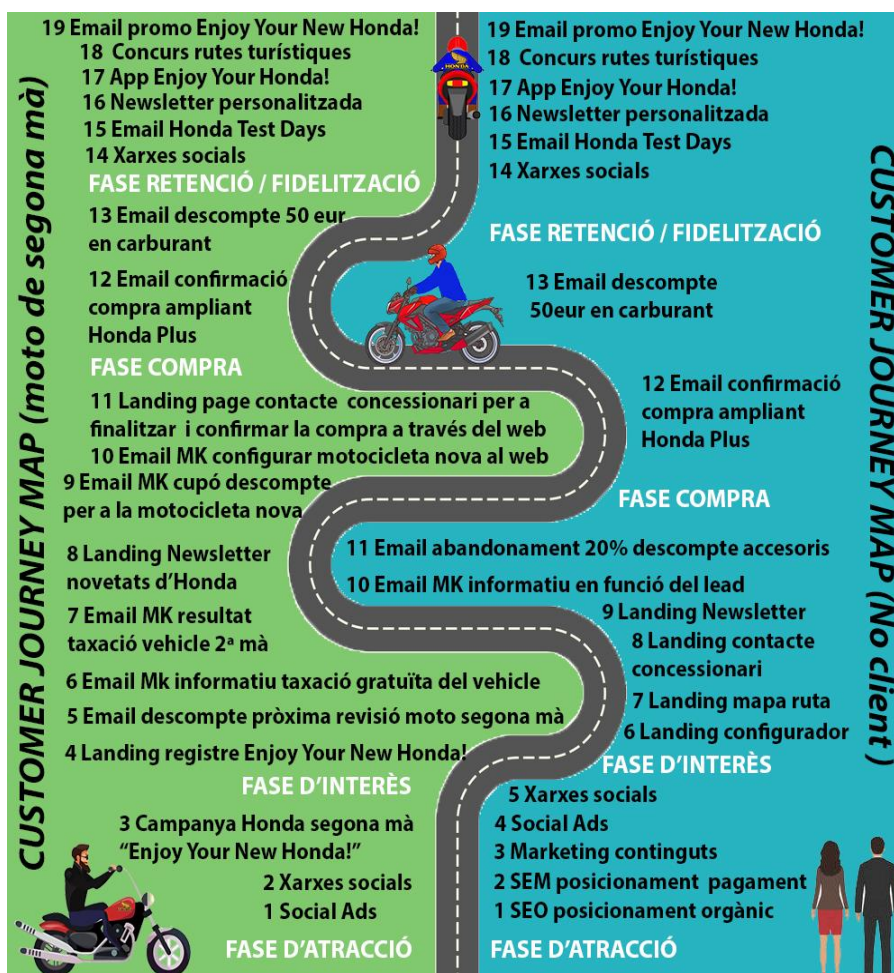 CUSTOMER JOURNEY MAP (moto de segona mà)
19 Email promo Enjoy Your New Honda!
18 Concurs rutes turístiques
17 App Enjoy Your Honda!
16 Newsletter personalitzada
15 Email Honda Test Days
14 Xarxes socials
FASE RETENCIÓ / FIDELITZACIÓ
13 Email descompte 50 eur
en carburant
12 Email confirmació
compra ampliant
Honda Plus
FASE COMPRA
11 Landing page contacte concessionari per a
finalitzar i confirmar la compra a través del web
10 Email MK configurar motocicleta nova al web
9 Email MK cupó descompte
per a la motocicleta nova
8 Landing Newsletter
novetats d'Honda
7 Email MK resultat
taxació vehicle 2ª mà
6 Email Mk informatiu taxació gratuïta del vehicle
5 Email descompte pròxima revisió moto segona mà
4 Landing registre Enjoy Your New Honda!
FASE D'INTERÈS
3 Campanya Honda segona mà
“Enjoy Your New Honda!”
2 Xarxes socials
1 Social Ads
FASE D'ATRACCIÓ
HONDA
19 Email promo Enjoy Your New Honda!
18 Concurs rutes turístiques
17 App Enjoy Your Honda!
16 Newsletter personalitzada
15 Email Honda Test Days
14 Xarxes socials
FASE RETENCIÓ / FIDELITZACIÓ
13 Email descompte
50eur en carburant
12 Email confirmació
compra ampliant
Honda Plus
FASE COMPRA
11 Email abandonament 20% descompte accesoris
10 Email MK informatiu en funció del lead
9 Landing Newsletter
8 Landing contacte
concessionari
7 Landing mapa ruta
6 Landing configurador
FASE D'INTERÈS
5 Xarxes socials
4 Social Ads
3 Marketing continguts
2 SEM posicionament pagament
1 SEO posicionament orgànic
FASE D'ATRACCIÓ
CUSTOMER JOURNEY MAP (No client )